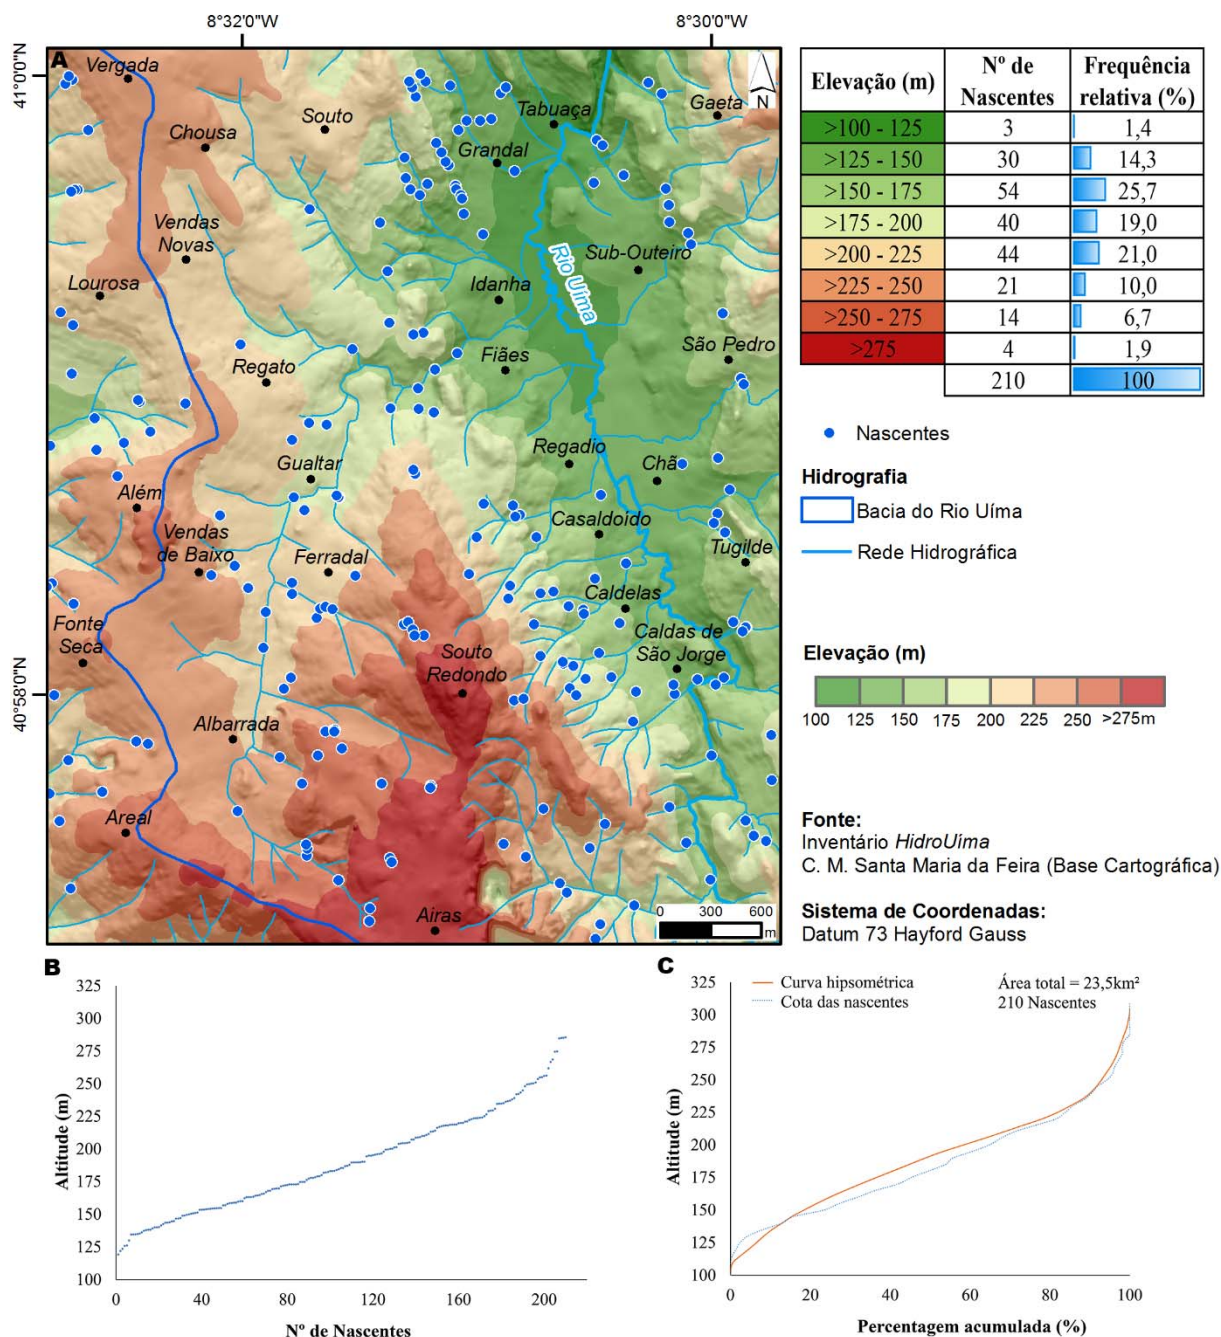 8°32'0"W
8°30'0"W
41°0'0"N
40°58'0"N
A
N
Vergada
Chousa
Souto
Tabuaça
Gaeta
Grandal
Vendas
Novas
Sub-Outeiro
Lourosa
Idanha
Rio Uíma
São Pedro
Regato
Fiães
Regadio
Chã
Gualtar
Além
Casaldoído
Vendas
de Baixo
Ferradal
Tugilde
Caldelas
Fonte
Seca
Caldas de
São Jorge
Souto
Redondo
Albarrada
Areal
Airas
0 300 600
m
Elevação (m) Nº de Nascentes Frequência relativa (%)
>100 - 125 3 1,4
>125 - 150 30 14,3
>150 - 175 54 25,7
>175 - 200 40 19,0
>200 - 225 44 21,0
>225 - 250 21 10,0
>250 - 275 14 6,7
>275 4 1,9
210 100
Nascentes
Hidrografia
Bacia do Rio Uíma
Rede Hidrográfica
Elevação (m)
100 125 150 175 200 225 250 >275m
Fonte:
Inventário HidroUíma
C. M. Santa Maria da Feira (Base Cartográfica)
Sistema de Coordenadas:
Datum 73 Hayford Gauss
B
Altitude (m)
325
300
275
250
225
200
175
150
125
100
0 40 80 120 160 200
Nº de Nascentes
C
Curva hipsométrica
Cota das nascentes
Área total = 23,5km²
210 Nascentes
Altitude (m)
325
300
275
250
225
200
175
150
125
100
0 20 40 60 80 100
Percentagem acumulada (%)